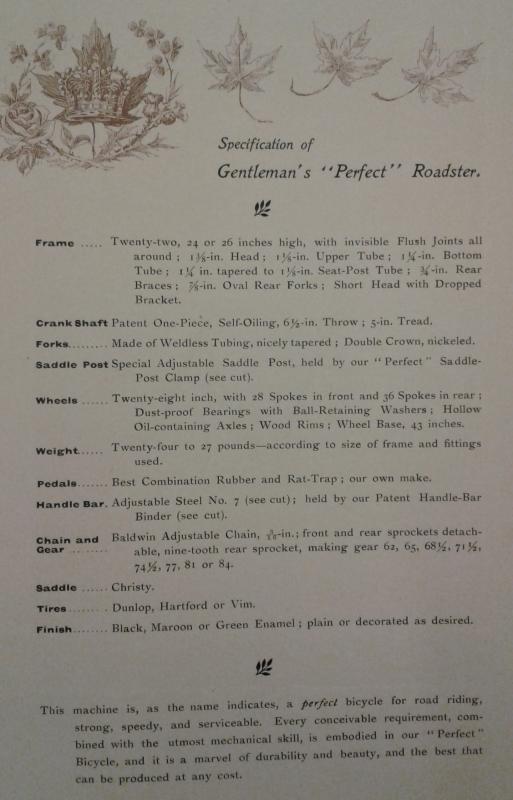 Specification of
Gentleman's "Perfect" Roadster.
Frame ..... Twenty-two, 24 or 26 inches high, with invisible Flush Joints all
around; 1⅛-in. Head; 1⅛-in. Upper Tube; 1¼-in. Bottom
Tube; 1¼ in. tapered to 1⅛-in. Seat-Post Tube; ¾-in. Rear
Braces; ⅞-in. Oval Rear Forks; Short Head with Dropped
Bracket.
Crank Shaft Patent One-Piece, Self-Oiling, 6½-in. Throw; 5-in. Tread.
Forks........ Made of Weldless Tubing, nicely tapered; Double Crown, nickeled.
Saddle Post Special Adjustable Saddle Post, held by our "Perfect" Saddle-
Post Clamp (see cut).
Wheels ...... Twenty-eight inch, with 28 Spokes in front and 36 Spokes in rear;
Dust-proof Bearings with Ball-Retaining Washers; Hollow
Oil-containing Axles; Wood Rims; Wheel Base, 43 inches.
Weight...... Twenty-four to 27 pounds—according to size of frame and fittings
used.
Pedals....... Best Combination Rubber and Rat-Trap; our own make.
Handle Bar. Adjustable Steel No. 7 (see cut); held by our Patent Handle-Bar
Binder (see cut).
Chain and Gear ........ Baldwin Adjustable Chain, -in.; front and rear sprockets detach-
able, nine-tooth rear sprocket, making gear 62, 65, 68½, 71½,
74½, 77, 81 or 84.
Saddle ...... Christy.
Tires........ Dunlop, Hartford or Vim.
Finish........ Black, Maroon or Green Enamel; plain or decorated as desired.
This machine is, as the name indicates, a perfect bicycle for road riding,
strong, speedy, and serviceable. Every conceivable requirement, com-
bined with the utmost mechanical skill, is embodied in our "Perfect"
Bicycle, and it is a marvel of durability and beauty, and the best that
can be produced at any cost.